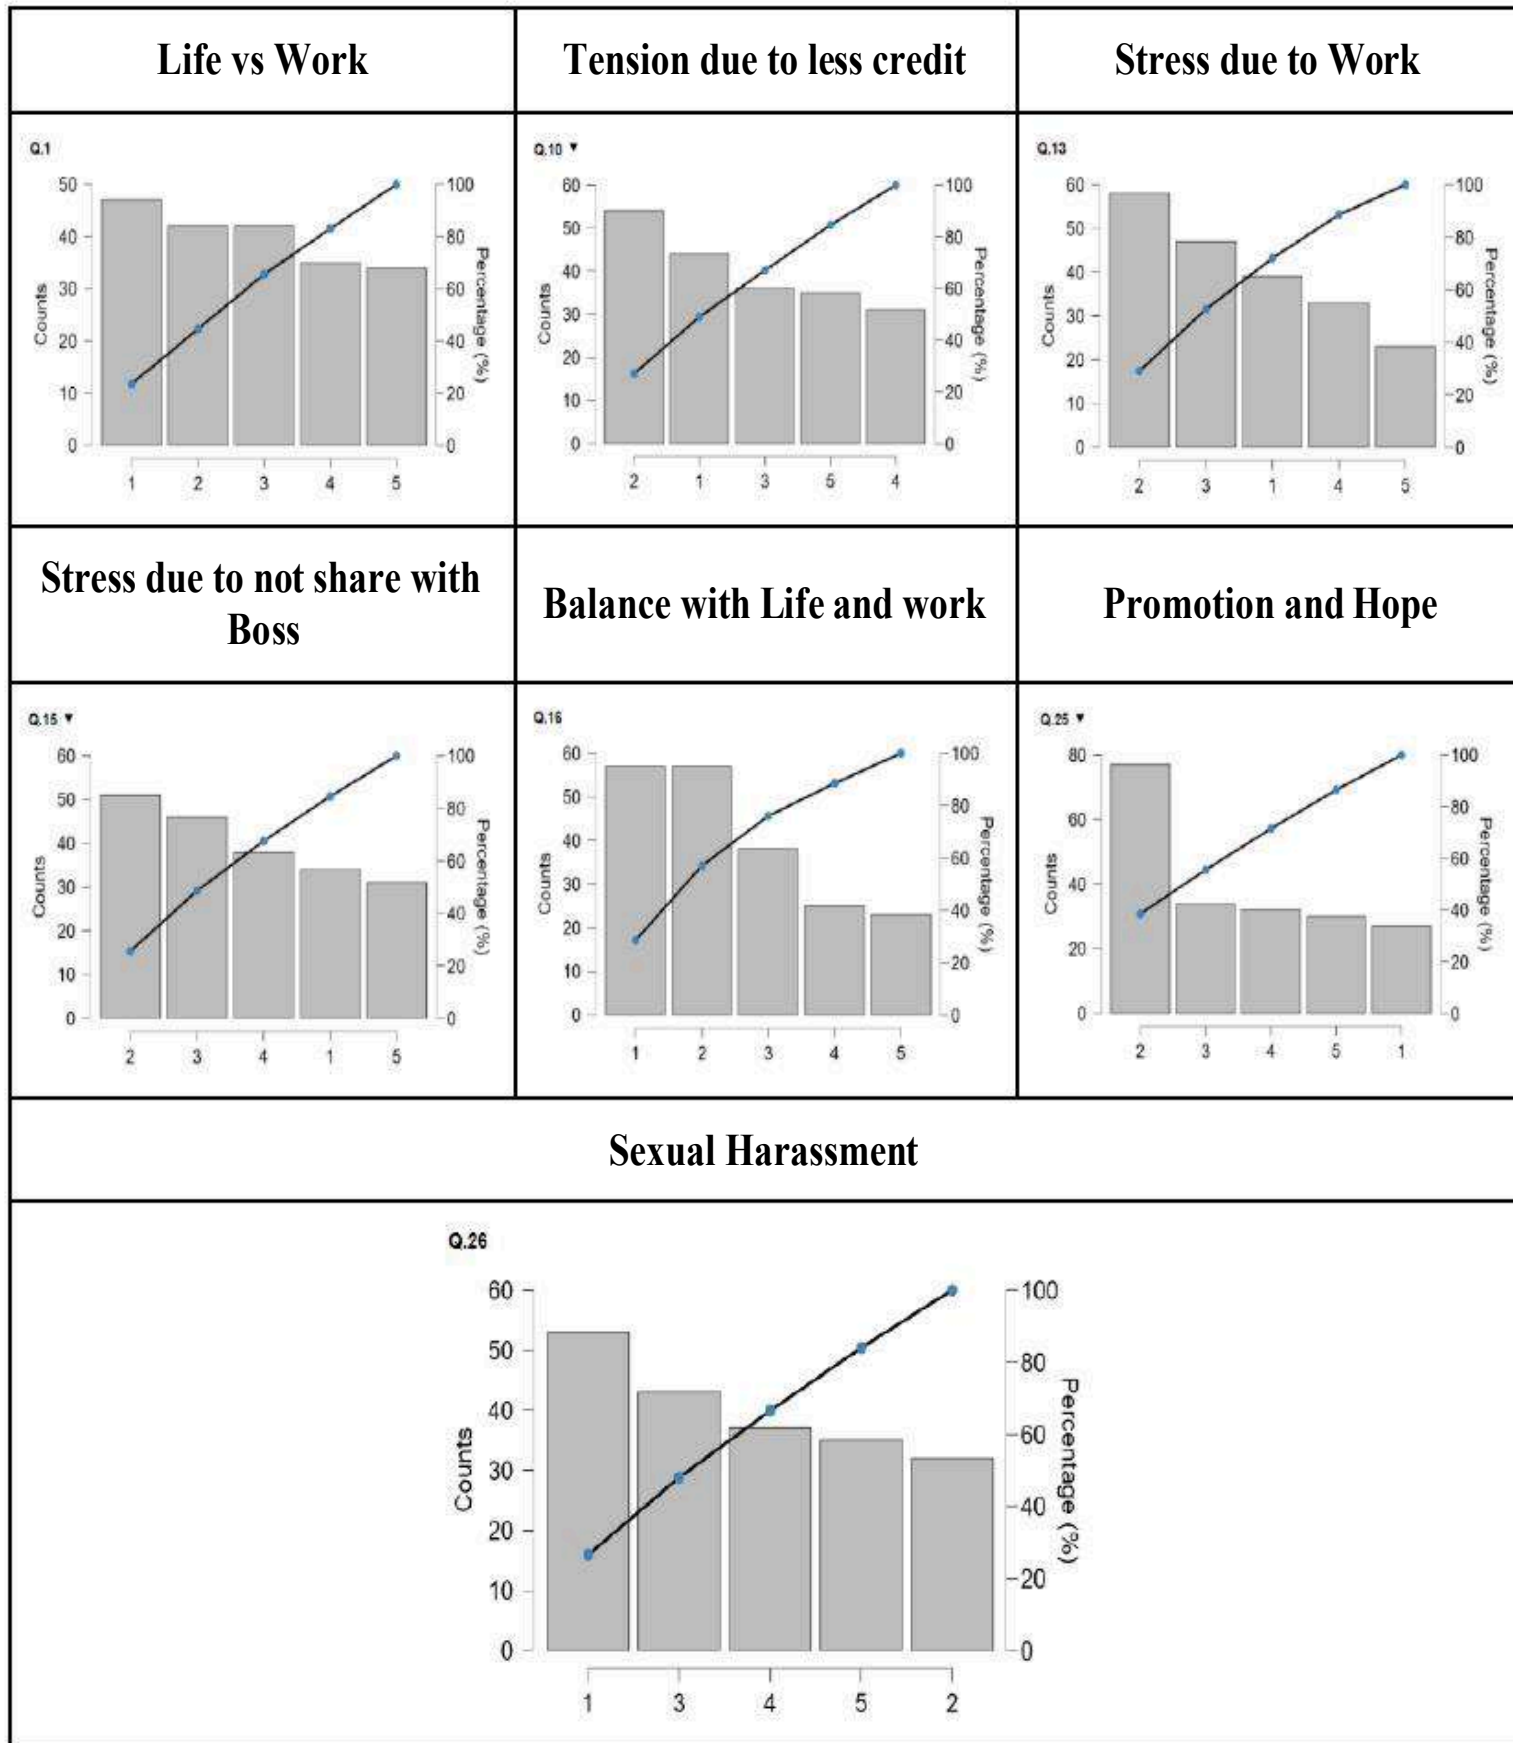 Life vs Work
Tension due to less credit
Stress due to Work
Q.1
50
40
30
20
10
0
Counts
100
80
60
40
20
0
Percentage (%)
1 2 3 4 5
Q.10 ▼
60
50
40
30
20
10
0
Counts
100
80
60
40
20
0
Percentage (%)
2 1 3 5 4
Q.13
60
50
40
30
20
10
0
Counts
100
80
60
40
20
0
Percentage (%)
2 3 1 4 5
Stress due to not share with
Boss
Balance with Life and work
Promotion and Hope
Q.15 ▼
60
50
40
30
20
10
0
Counts
100
80
60
40
20
0
Percentage (%)
2 3 4 1 5
Q.16
60
50
40
30
20
10
0
Counts
100
80
60
40
20
0
Percentage (%)
1 2 3 4 5
Q.25 ▼
80
60
40
20
0
Counts
100
80
60
40
20
0
Percentage (%)
2 3 4 5 1
Sexual Harassment
Q.26
60
50
40
30
20
10
0
Counts
100
80
60
40
20
0
Percentage (%)
1 3 4 5 2